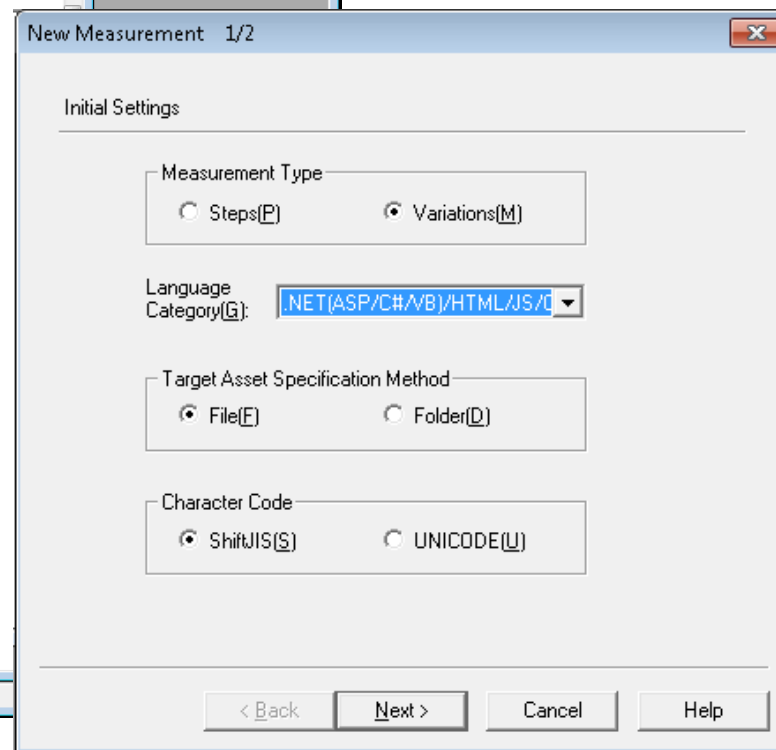 New Measurement 1/2
Initial Settings
Measurement Type
Steps(P) Variations(M)
Language
Category(G): .NET(ASP/C#/VB)/HTML/JS/
Target Asset Specification Method
File(F) Folder(D)
Character Code
ShiftJIS(S) UNICODE(U)
< Back Next > Cancel Help